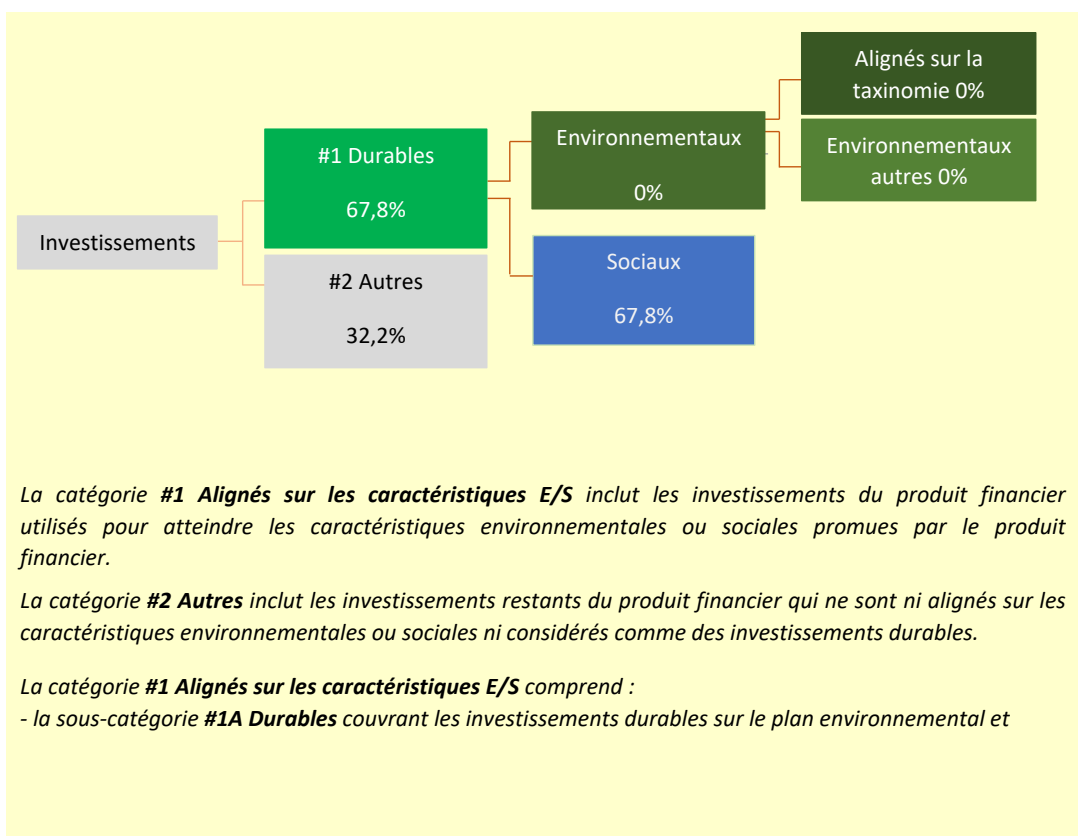 Alignés sur la
taxinomie 0%
Environnementaux
0%
Environnementaux
autres 0%
#1 Durables
67,8%
Investissements
Sociaux
67,8%
#2 Autres
32,2%
La catégorie #1 Alignés sur les caractéristiques E/S inclut les investissements du produit financier
utilisés pour atteindre les caractéristiques environnementales ou sociales promues par le produit
financier.
La catégorie #2 Autres inclut les investissements restants du produit financier qui ne sont ni alignés sur les
caractéristiques environnementales ou sociales ni considérés comme des investissements durables.
La catégorie #1 Alignés sur les caractéristiques E/S comprend :
- la sous-catégorie #1A Durables couvrant les investissements durables sur le plan environnemental et